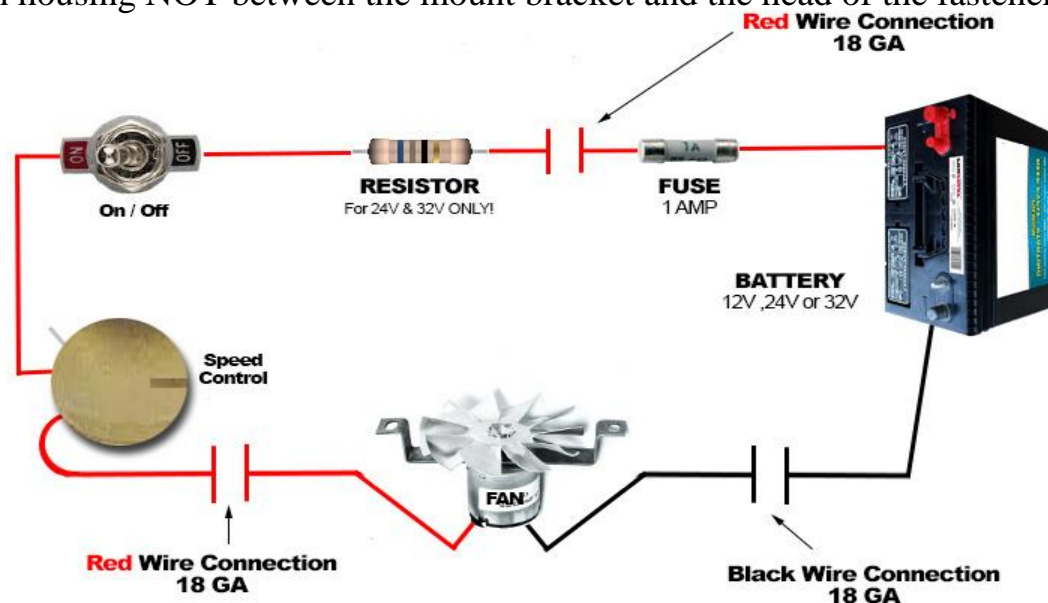 housing NOT between the mount bracket and the head of the fastener
Red Wire Connection
18 GA
ON
OFF
On / Off
RESISTOR
For 24V & 32V ONLY!
1A
FUSE
1 AMP
BATTERY
12V ,24V or 32V
Speed
Control
FAN
Red Wire Connection
18 GA
Black Wire Connection
18 GA